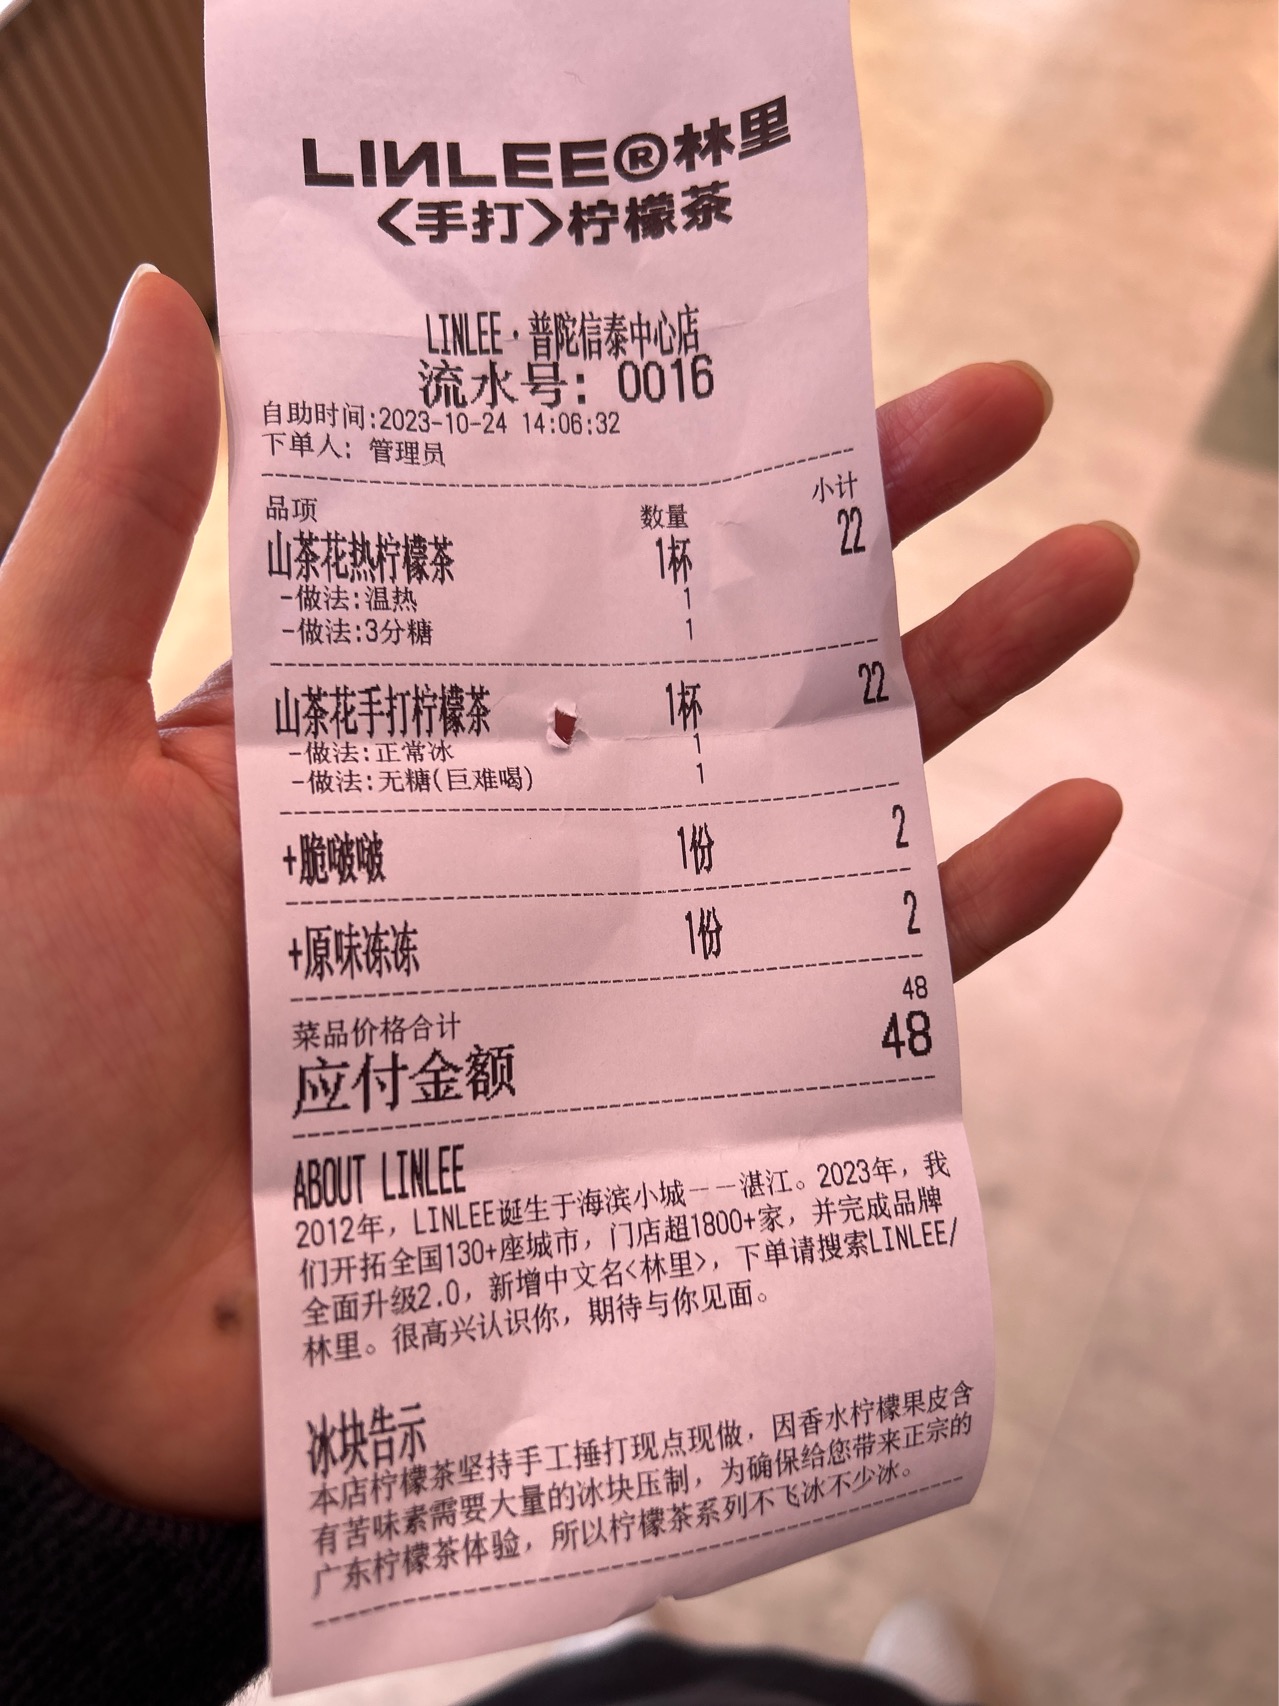 LINLEE®林里
<手打>柠檬茶
LINLEE·普陀信泰中心店
流水号: 0016
自助时间:2023-10-24 14:06:32
下单人: 管理员
品项 数量 小计
山茶花热柠檬茶 1杯 22
-做法:温热 1
-做法:3分糖 1
山茶花手打柠檬茶 1杯 22
-做法:正常冰 1
-做法:无糖(巨难喝) 1
+脆啵啵 1份 2
+原味冻冻 1份 2
菜品价格合计 48
应付金额 48
ABOUT LINLEE
2012年, LINLEE诞生于海滨小城——湛江。2023年, 我
们开拓全国130+座城市, 门店超1800+家, 并完成品牌
全面升级2.0, 新增中文名<林里>, 下单请搜索LINLEE/
林里。很高兴认识你, 期待与你见面。
冰块告示
本店柠檬茶坚持手工捶打现点现做, 因香水柠檬果皮含
有苦味素需要大量的冰块压制, 为确保给您带来正宗的
广东柠檬茶体验, 所以柠檬茶系列不飞冰不少冰。